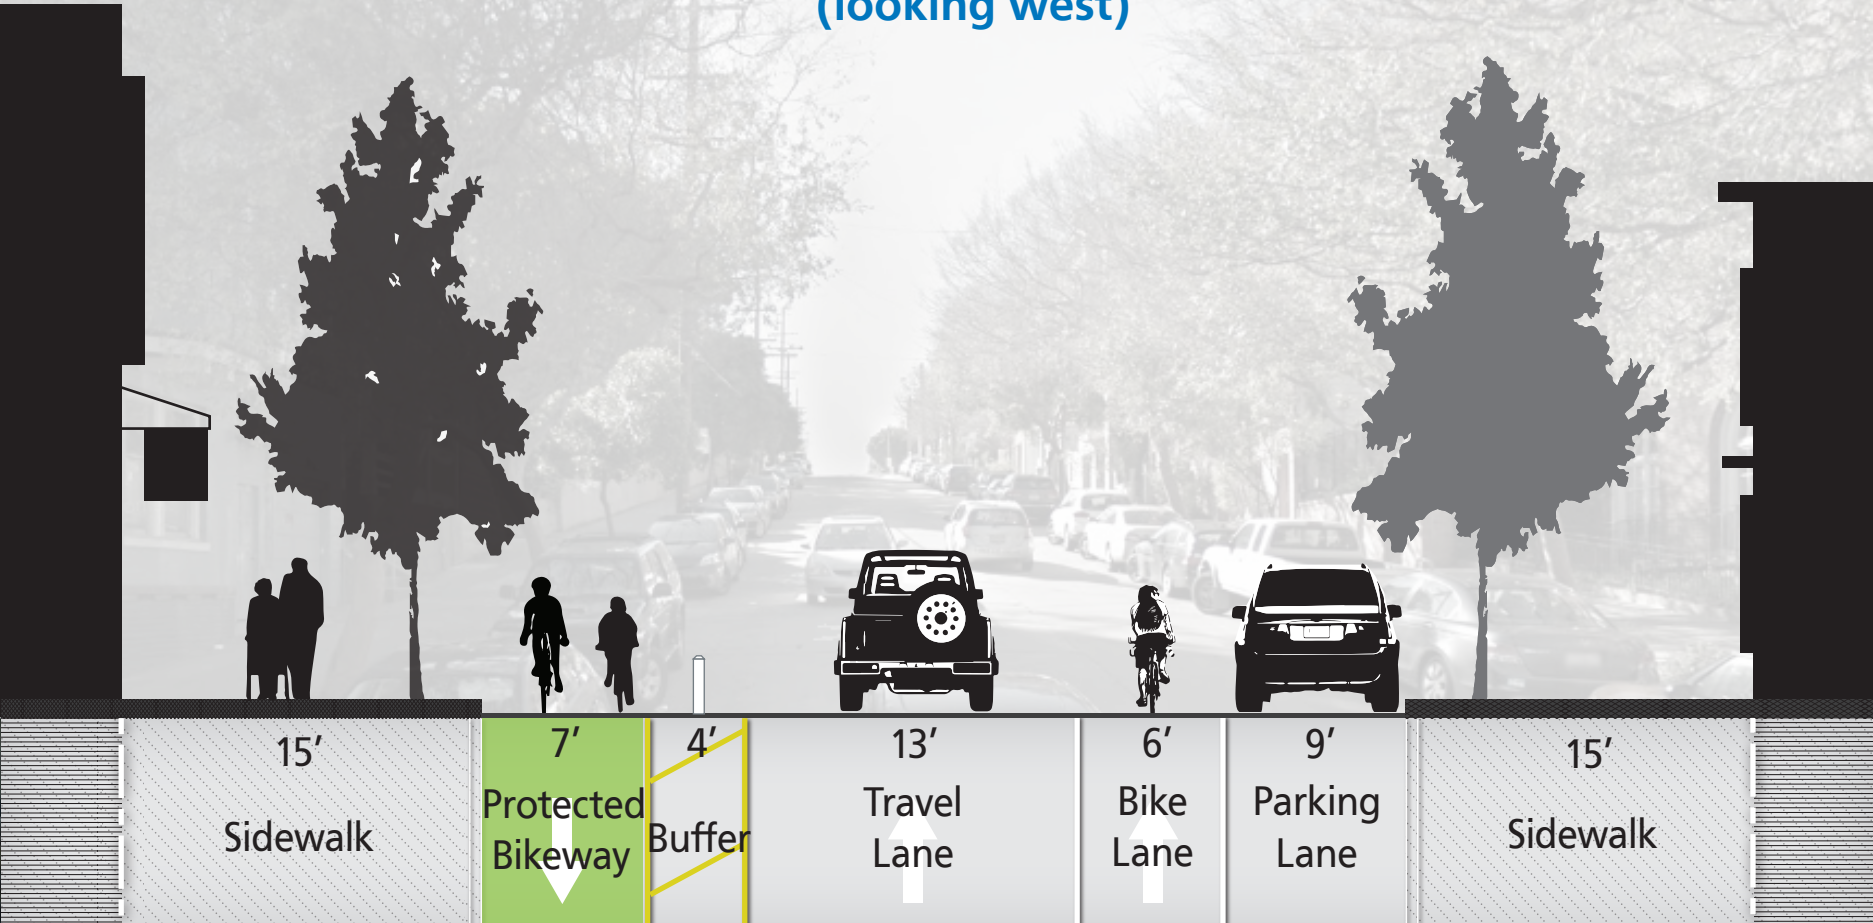 (looking west)
15’
7’
4’
13’
6’
9’
15’
Sidewalk
Protected
Bikeway
Buffer
Travel
Lane
Bike
Lane
Parking
Lane
Sidewalk